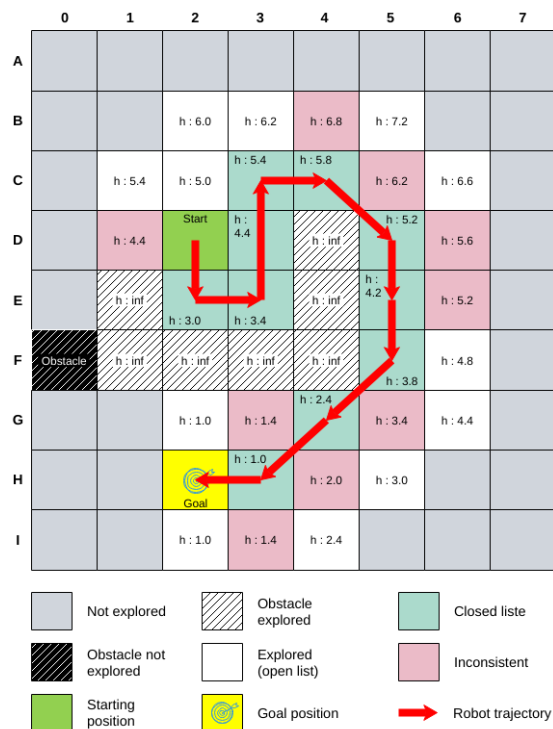 0 1 2 3 4 5 6 7
A
B h : 6.0 h : 6.2 h : 6.8 h : 7.2
C h : 5.4 h : 5.0 h : 5.4 h : 5.8 h : 6.2 h : 6.6
D h : 4.4 Start h : 4.4 h : inf h : 5.2 h : 5.6
E h : inf h : 3.0 h : 3.4 h : inf h : 4.2 h : 5.2
F Obstacle h : inf h : inf h : inf h : inf h : 3.8 h : 4.8
G h : 1.0 h : 1.4 h : 2.4 h : 3.4 h : 4.4
H Goal h : 1.0 h : 2.0 h : 3.0
I h : 1.0 h : 1.4 h : 2.4
Not explored
Obstacle
explored
Closed liste
Obstacle not
explored
Explored
(open list)
Inconsistent
Starting
position
Goal position
Robot trajectory